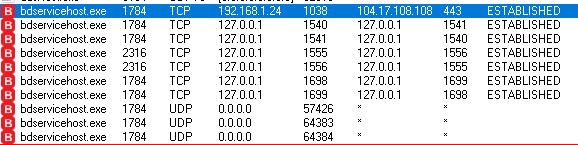 B bdservicehost.exe 1784 TCP 192.168.1.24 1038 104.17.108.108 443 ESTABLISHED
B bdservicehost.exe 1784 TCP 127.0.0.1 1540 127.0.0.1 1541 ESTABLISHED
B bdservicehost.exe 1784 TCP 127.0.0.1 1541 127.0.0.1 1540 ESTABLISHED
B bdservicehost.exe 2316 TCP 127.0.0.1 1555 127.0.0.1 1556 ESTABLISHED
B bdservicehost.exe 2316 TCP 127.0.0.1 1556 127.0.0.1 1555 ESTABLISHED
B bdservicehost.exe 1784 TCP 127.0.0.1 1698 127.0.0.1 1699 ESTABLISHED
B bdservicehost.exe 1784 TCP 127.0.0.1 1699 127.0.0.1 1698 ESTABLISHED
B bdservicehost.exe 1784 UDP 0.0.0.0 57426 * *
B bdservicehost.exe 1784 UDP 0.0.0.0 64383 * *
B bdservicehost.exe 1784 UDP 0.0.0.0 64384 * *